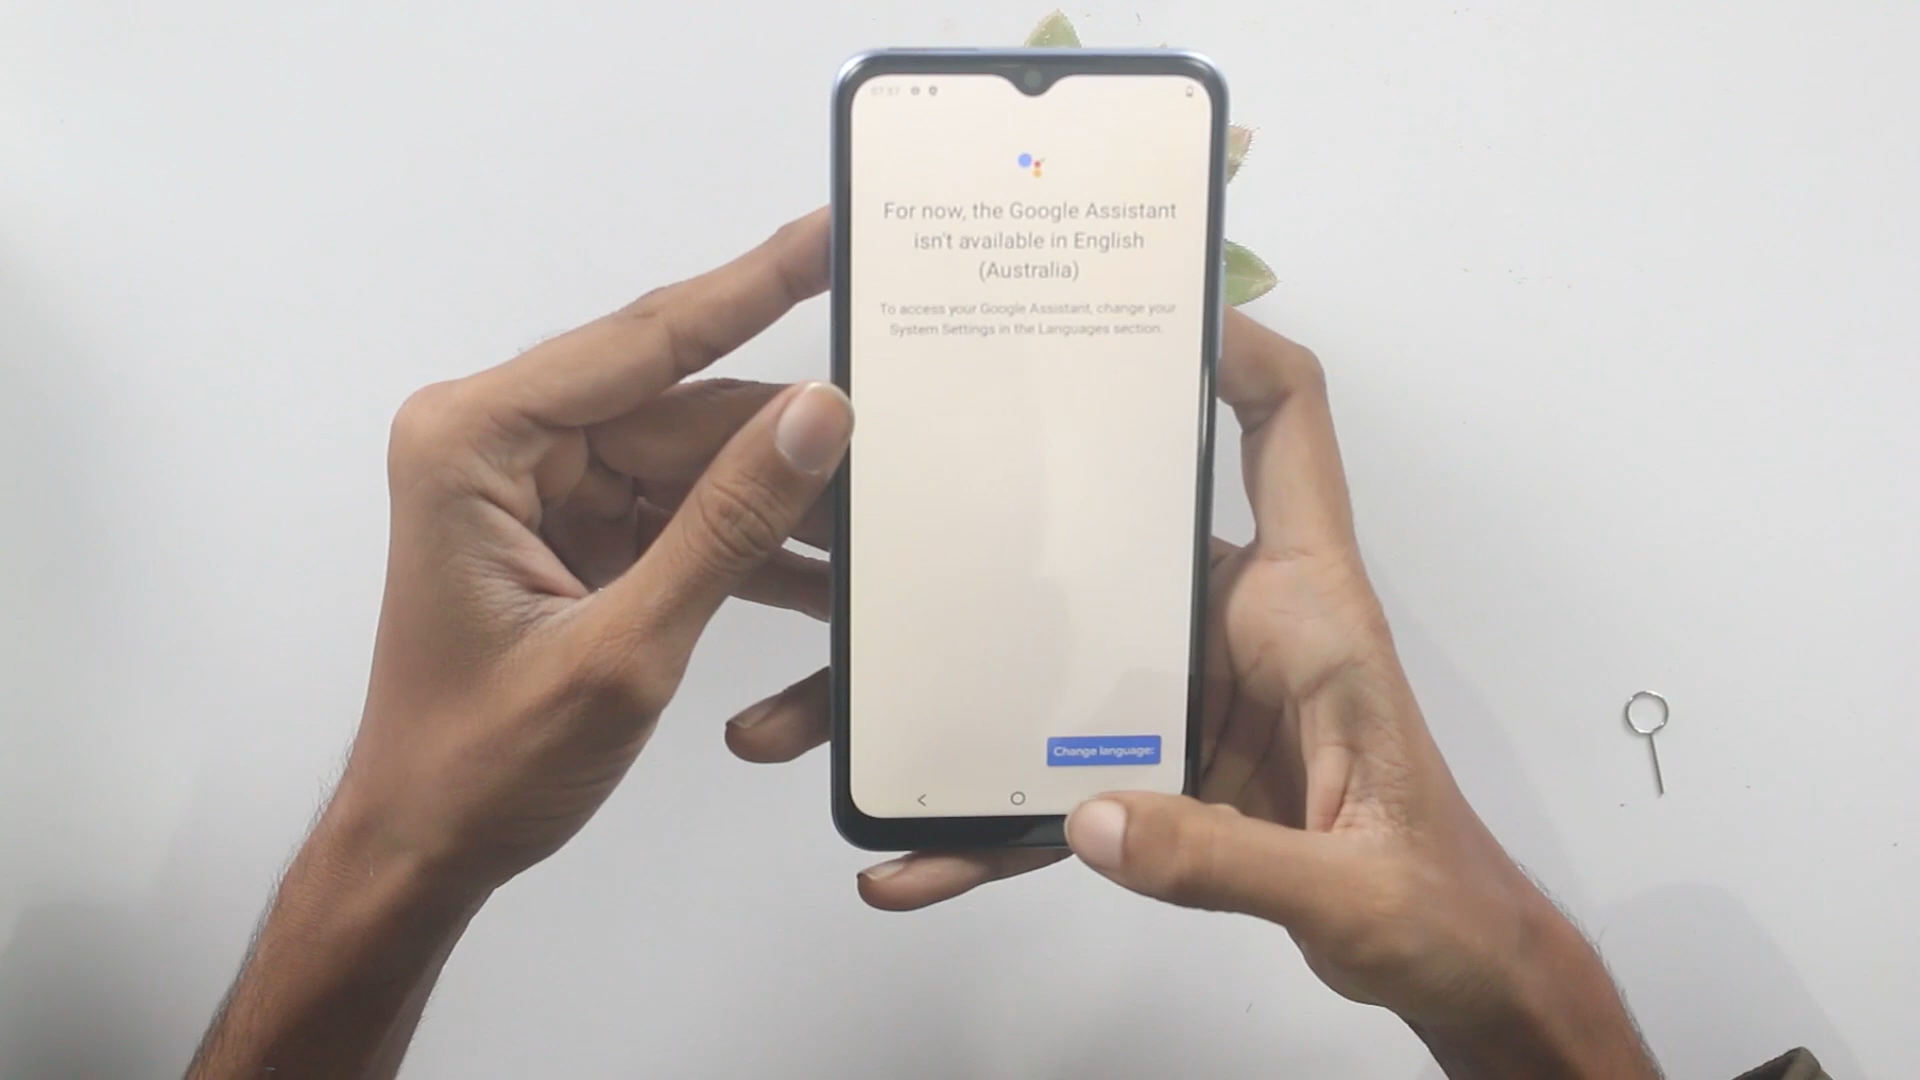 For now, the Google Assistant
isn't available in English
(Australia)
To access your Google Assistant, change your
System Settings in the Languages section.
Change language: